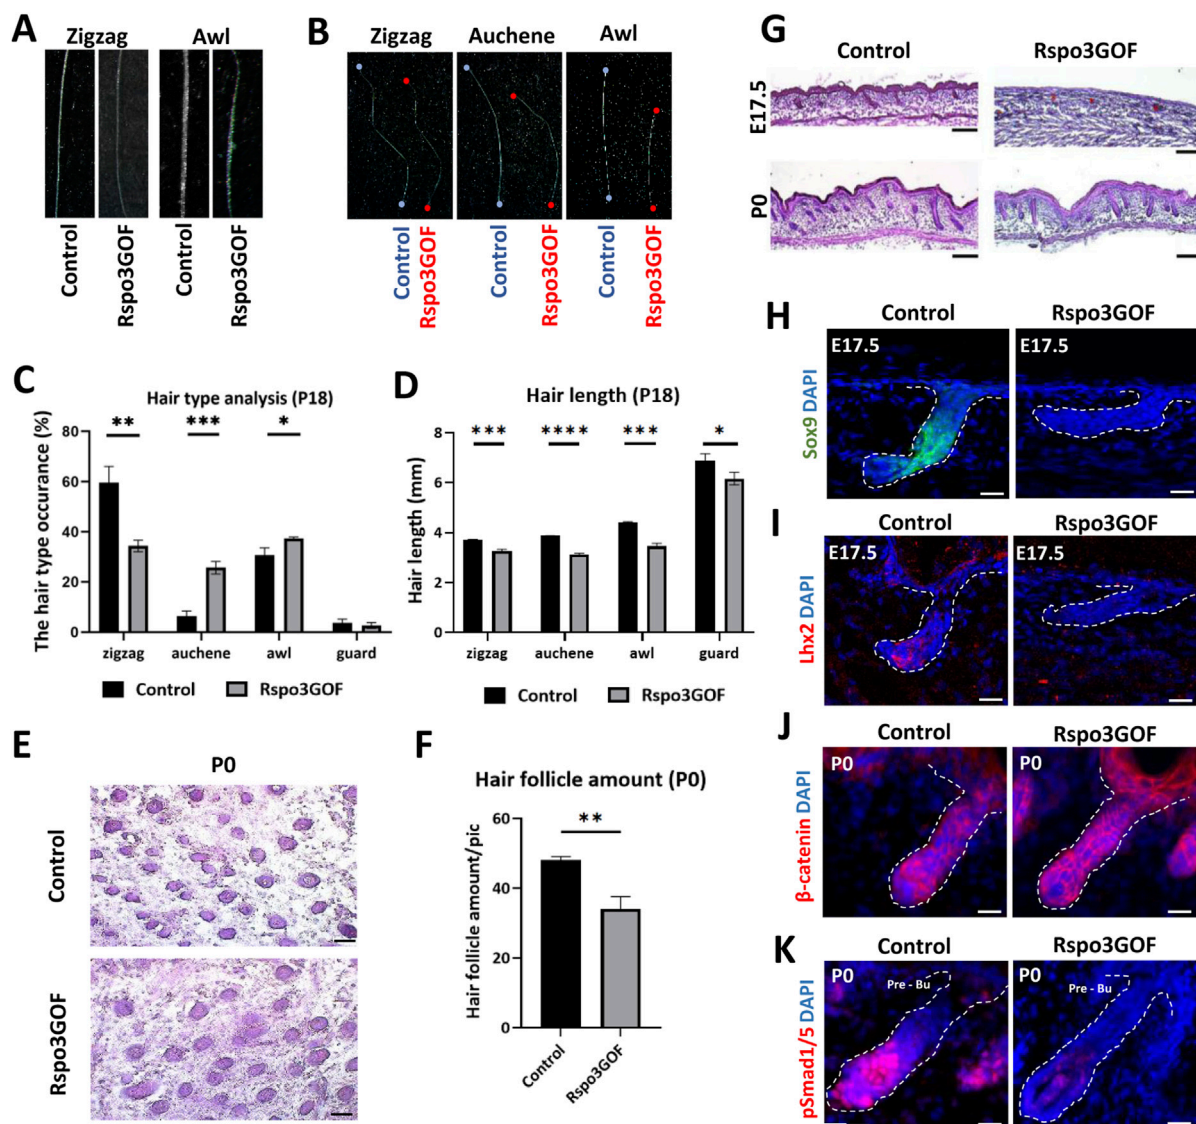 A
Zigzag
Awl
Control
Rspo3GOF
Control
Rspo3GOF
B
Zigzag
Auchene
Awl
Control
Rspo3GOF
Control
Rspo3GOF
Control
Rspo3GOF
C
Hair type analysis (P18)
The hair type occurance (%)
80
60
40
20
0
**
***
*
zigzag
auchene
awl
guard
Control
Rspo3GOF
D
Hair length (P18)
Hair length (mm)
8
6
4
2
0
***
****
***
*
zigzag
auchene
awl
guard
Control
Rspo3GOF
E
P0
Control
Rspo3GOF
F
Hair follicle amount (P0)
Hair follicle amount/pic
60
40
20
0
**
Control
Rspo3GOF
G
Control
Rspo3GOF
E17.5
P0
H
Control
Rspo3GOF
Sox9 DAPI
E17.5
E17.5
I
Control
Rspo3GOF
Lhx2 DAPI
E17.5
E17.5
J
Control
Rspo3GOF
β-catenin DAPI
P0
P0
K
Control
Rspo3GOF
pSmad1/5 DAPI
P0
Pre - Bu
P0
Pre - Bu